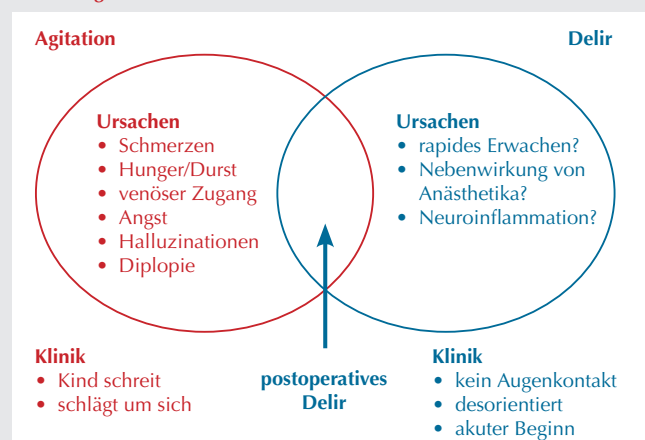 Agitation
Delir
Ursachen
• Schmerzen
• Hunger/Durst
• venöser Zugang
• Angst
• Halluzinationen
• Diplopie
Ursachen
• rapides Erwachen?
• Nebenwirkung von
Anästhetika?
• Neuroinflammation?
Klinik
• Kind schreit
• schlägt um sich
postoperatives
Delir
Klinik
• kein Augenkontakt
• desorientiert
• akuter Beginn